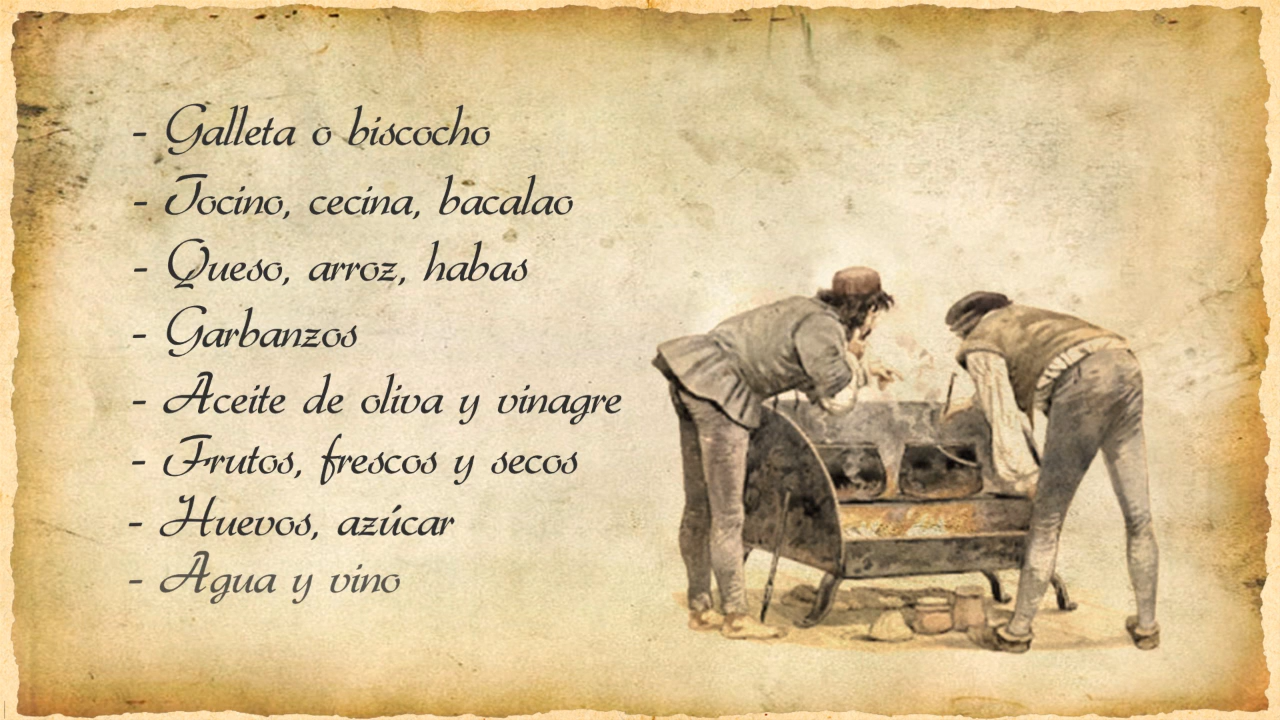 - Galleta o biscocho
- Tocino, cecina, bacalao
- Queso, arroz, habas
- Garbanzos
- Aceite de oliva y vinagre
- Frutos, frescos y secos
- Huevos, azúcar
- Agua y vino